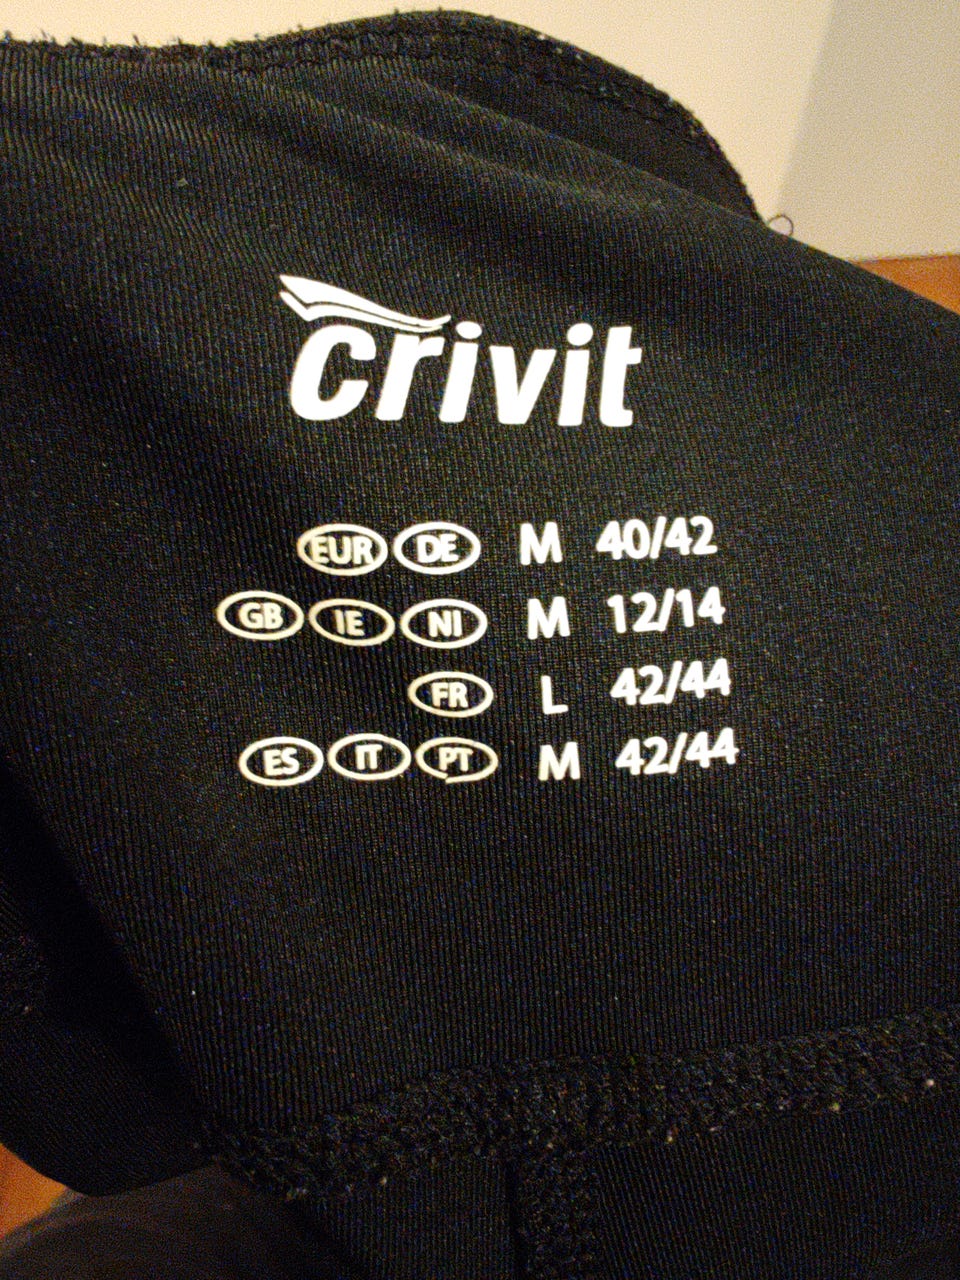 crivit
EUR DE M 40/42
GB IE NI M 12/14
FR L 42/44
ES IT PT M 42/44